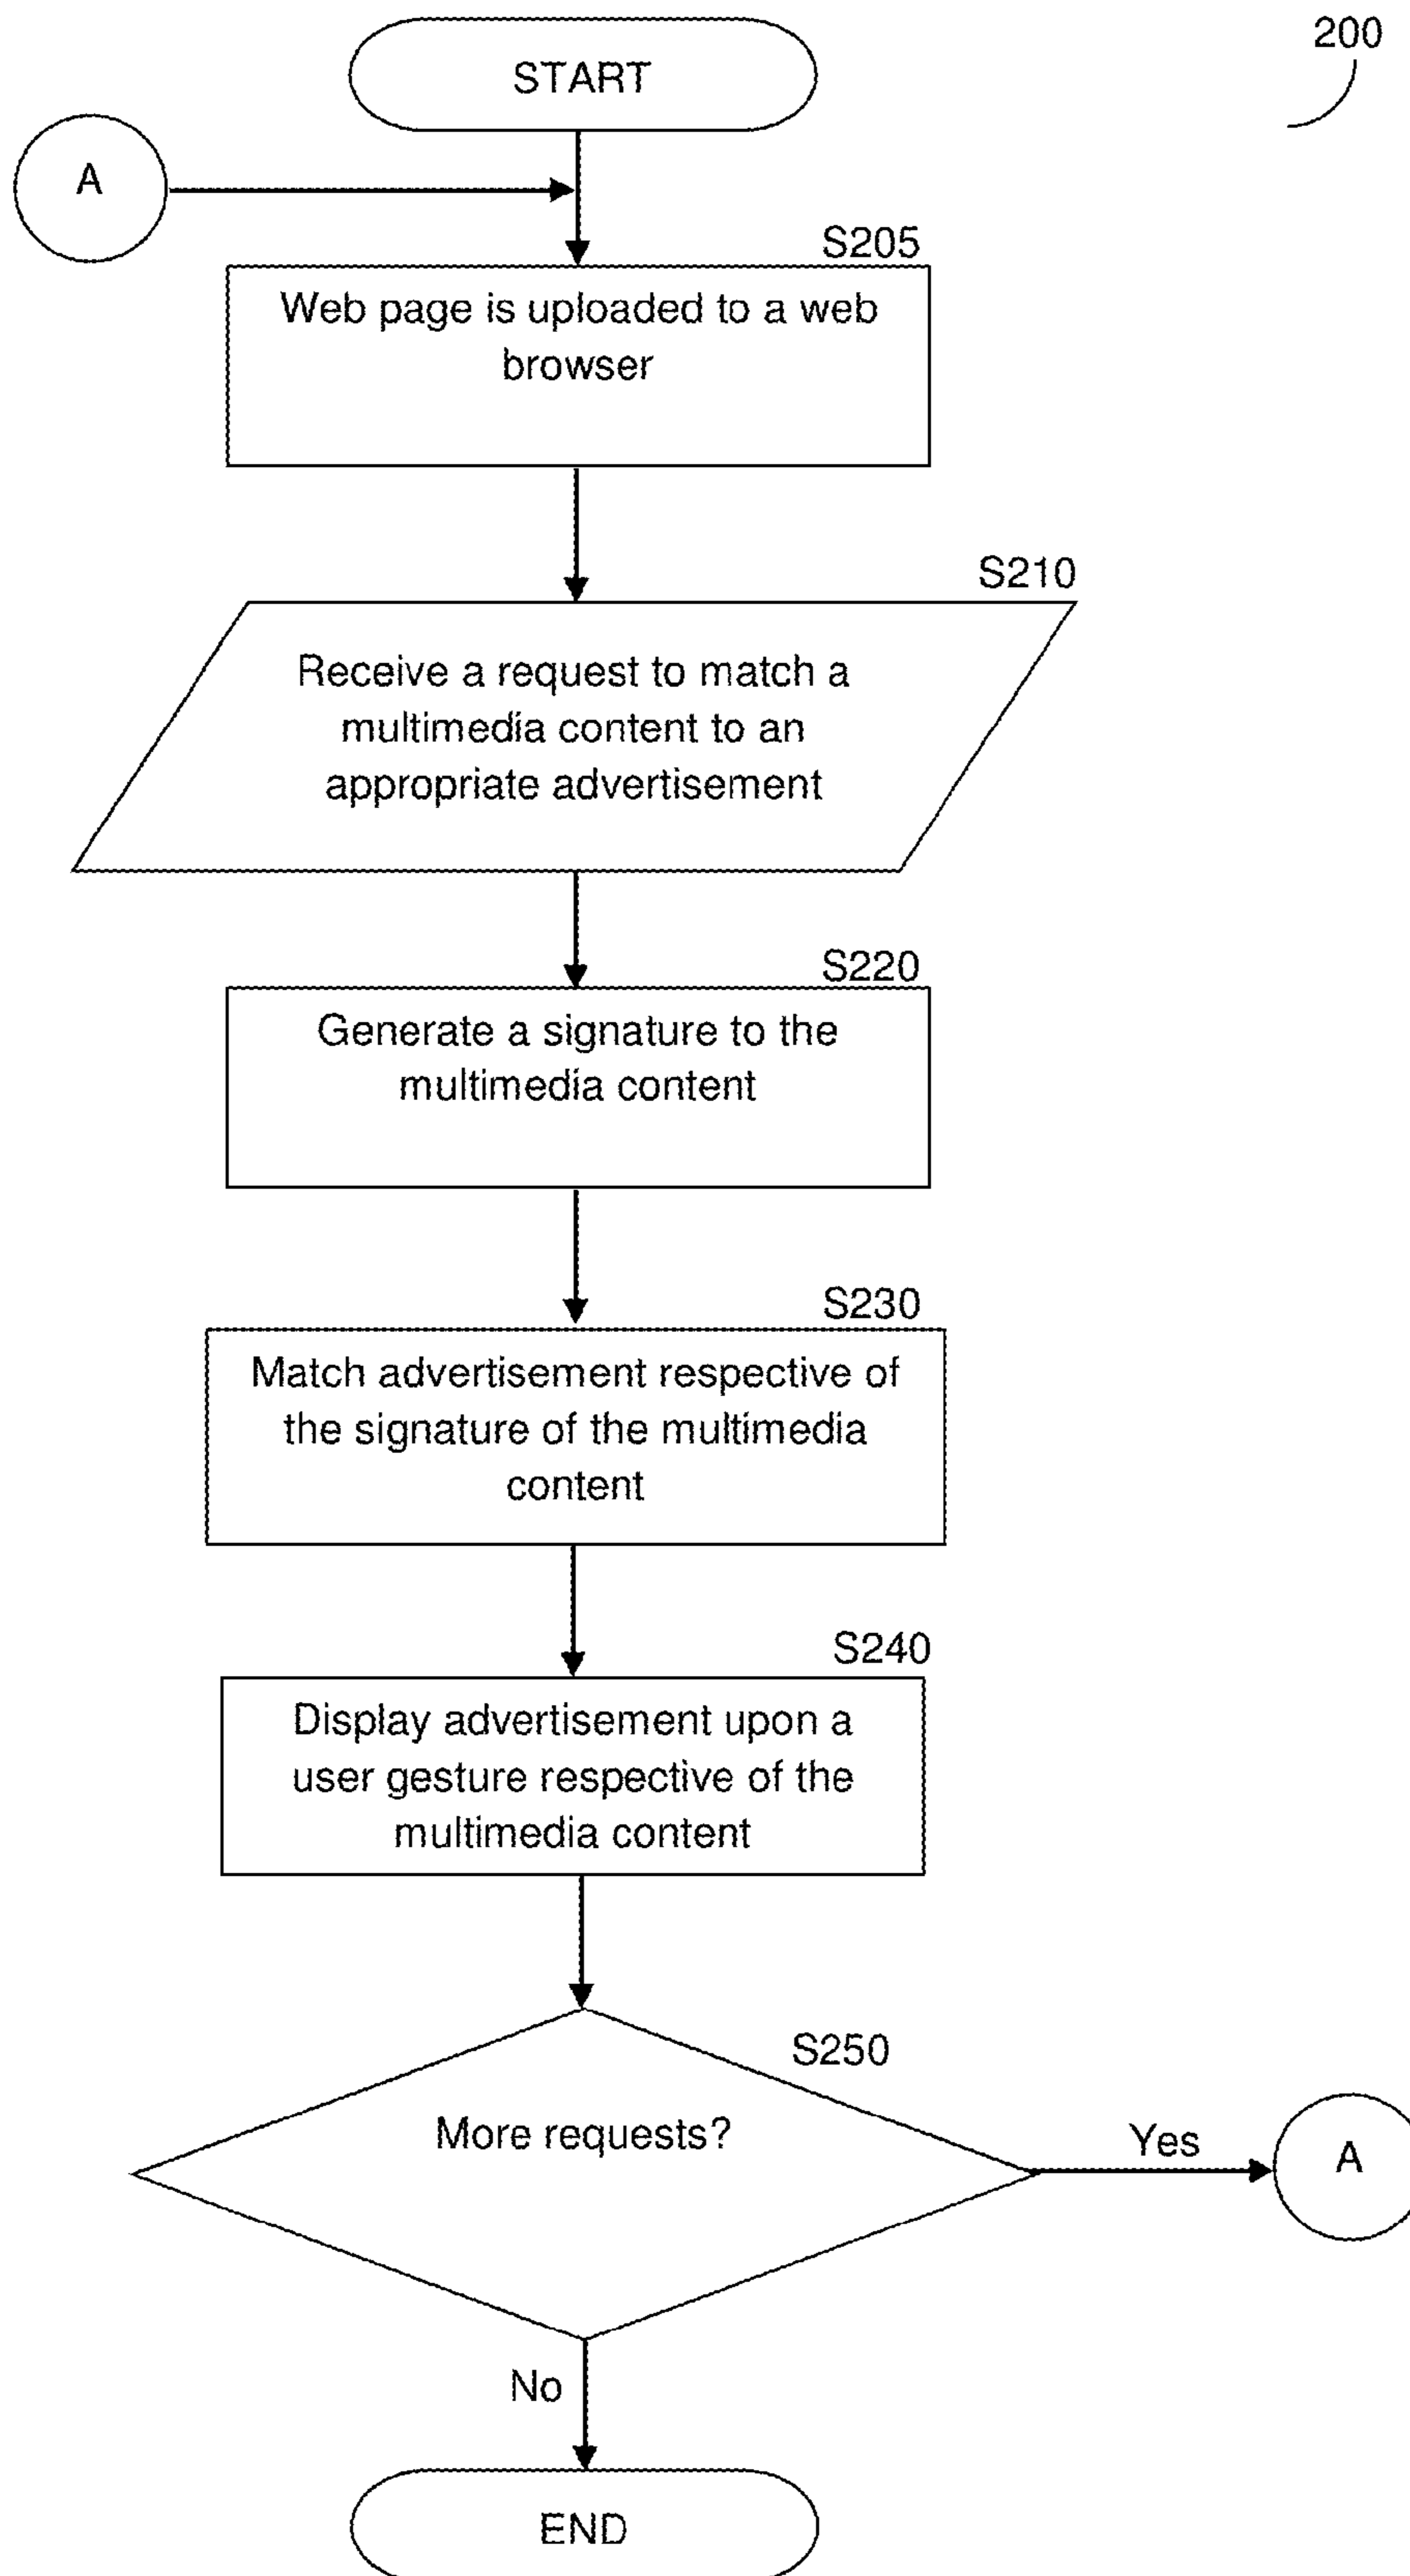 200
START
A
S205
Web page is uploaded to a web
browser
S210
Receive a request to match a
multimedia content to an
appropriate advertisement
S220
Generate a signature to the
multimedia content
S230
Match advertisement respective of
the signature of the multimedia
content
S240
Display advertisement upon a
user gesture respective of the
multimedia content
S250
More requests?
Yes
A
No
END